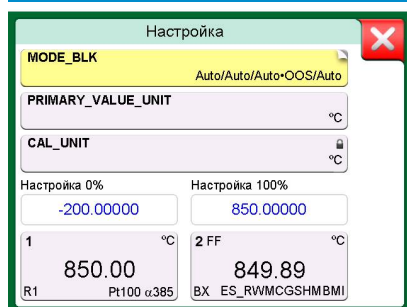 Настройка
MODE_BLK
Auto/Auto/Auto•OOS/Auto
PRIMARY_VALUE_UNIT
°C
CAL_UNIT
°C
Настройка 0% Настройка 100%
-200.00000 850.00000
1 °C 2 FF °C
850.00 849.89
R1 Pt100 α385 BX ES_RWMCGSHMBMI